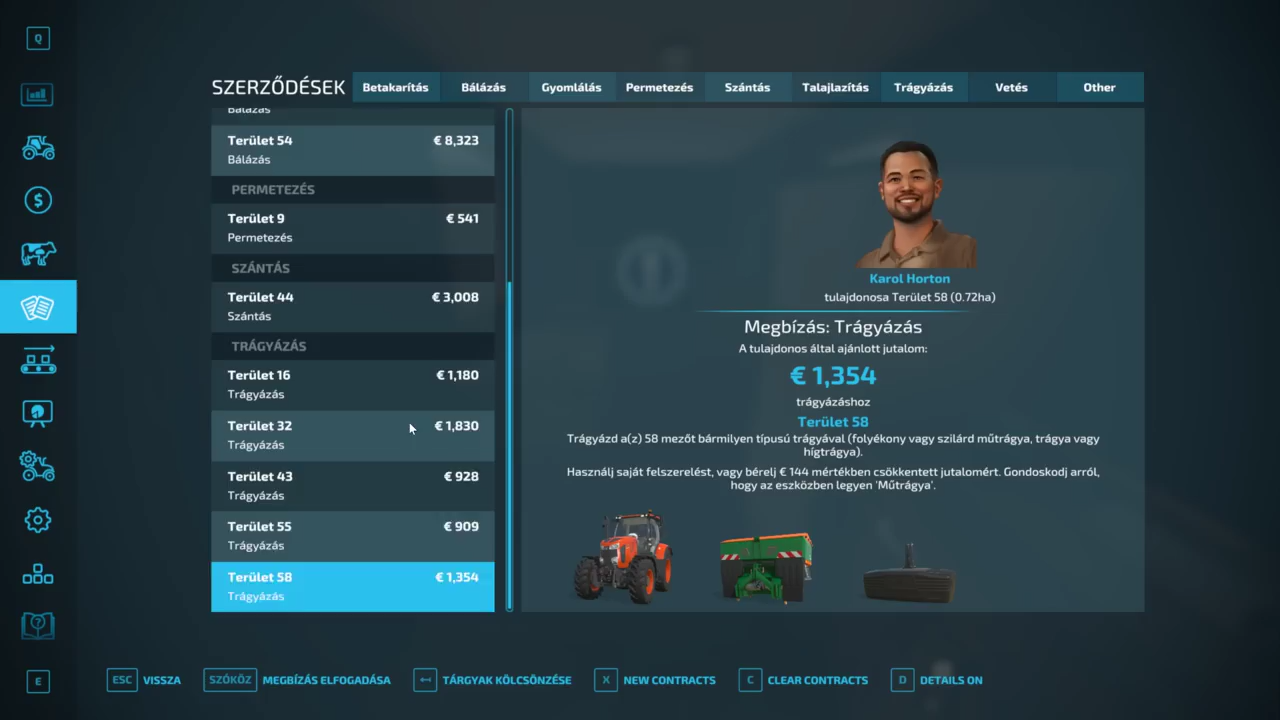 Q
SZERZŐDÉSEK
Betakarítás
Bálázás
Gyomlálás
Permetezés
Szántás
Talajlazítás
Trágyázás
Vetés
Other
Bálázás
Terület 54
€ 8,323
Bálázás
PERMETEZÉS
Terület 9
€ 541
Permetezés
SZÁNTÁS
Terület 44
€ 3,008
Szántás
TRÁGYÁZÁS
Terület 16
€ 1,180
Trágyázás
Terület 32
€ 1,830
Trágyázás
Terület 43
€ 928
Trágyázás
Terület 55
€ 909
Trágyázás
Terület 58
€ 1,354
Trágyázás
Karol Horton
tulajdonosa Terület 58 (0.72ha)
Megbízás: Trágyázás
A tulajdonos által ajánlott jutalom:
€ 1,354
trágyázáshoz
Terület 58
Trágyázd a(z) 58 mezőt bármilyen típusú trágyával (folyékony vagy szilárd műtrágya, trágya vagy
hígtrágya).
Használj saját felszerelést, vagy bérelj € 144 mértékben csökkentett jutalomért. Gondoskodj arról,
hogy az eszközben legyen 'Műtrágya'.
E
ESC VISSZA
SZÓKÖZ MEGBÍZÁS ELFOGADÁSA
TÁRGYAK KÖLCSÖNZÉSE
X NEW CONTRACTS
C CLEAR CONTRACTS
D DETAILS ON